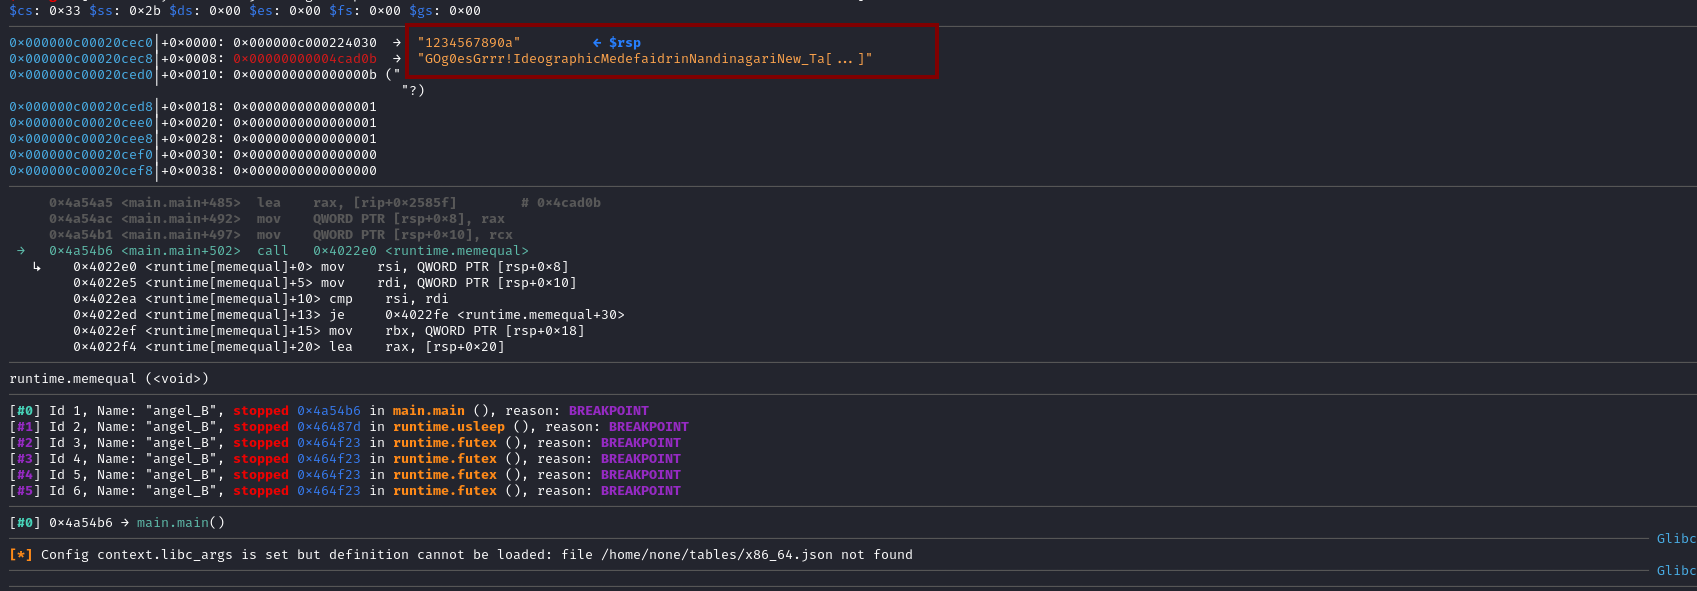 $cs: 0x33 $ss: 0x2b $ds: 0x00 $es: 0x00 $fs: 0x00 $gs: 0x00
0x000000c00020cec0│+0x0000: 0x000000c000224030  →  "1234567890a"         ← $rsp
0x000000c00020cec8│+0x0008: 0x00000000004cad0b  →  "GOg0esGrrr!IdeographicMedefaidrinNandinagariNew_Ta[...]"
0x000000c00020ced0│+0x0010: 0x000000000000000b ("
"?)
0x000000c00020ced8│+0x0018: 0x0000000000000001
0x000000c00020cee0│+0x0020: 0x0000000000000001
0x000000c00020cee8│+0x0028: 0x0000000000000001
0x000000c00020cef0│+0x0030: 0x0000000000000000
0x000000c00020cef8│+0x0038: 0x0000000000000000
0x4a54a5 <main.main+485>  lea    rax, [rip+0x2585f]        # 0x4cad0b
0x4a54ac <main.main+492>  mov    QWORD PTR [rsp+0x8], rax
0x4a54b1 <main.main+497>  mov    QWORD PTR [rsp+0x10], rcx
→   0x4a54b6 <main.main+502>  call   0x4022e0 <runtime.memequal>
↳    0x4022e0 <runtime[memequal]+0> mov    rsi, QWORD PTR [rsp+0x8]
0x4022e5 <runtime[memequal]+5> mov    rdi, QWORD PTR [rsp+0x10]
0x4022ea <runtime[memequal]+10> cmp    rsi, rdi
0x4022ed <runtime[memequal]+13> je     0x4022fe <runtime.memequal+30>
0x4022ef <runtime[memequal]+15> mov    rbx, QWORD PTR [rsp+0x18]
0x4022f4 <runtime[memequal]+20> lea    rax, [rsp+0x20]
runtime.memequal (<void>)
[#0] Id 1, Name: "angel_B", stopped 0x4a54b6 in main.main (), reason: BREAKPOINT
[#1] Id 2, Name: "angel_B", stopped 0x46487d in runtime.usleep (), reason: BREAKPOINT
[#2] Id 3, Name: "angel_B", stopped 0x464f23 in runtime.futex (), reason: BREAKPOINT
[#3] Id 4, Name: "angel_B", stopped 0x464f23 in runtime.futex (), reason: BREAKPOINT
[#4] Id 5, Name: "angel_B", stopped 0x464f23 in runtime.futex (), reason: BREAKPOINT
[#5] Id 6, Name: "angel_B", stopped 0x464f23 in runtime.futex (), reason: BREAKPOINT
[#0] 0x4a54b6 → main.main()
Glibc
[*] Config context.libc_args is set but definition cannot be loaded: file /home/none/tables/x86_64.json not found
Glibc